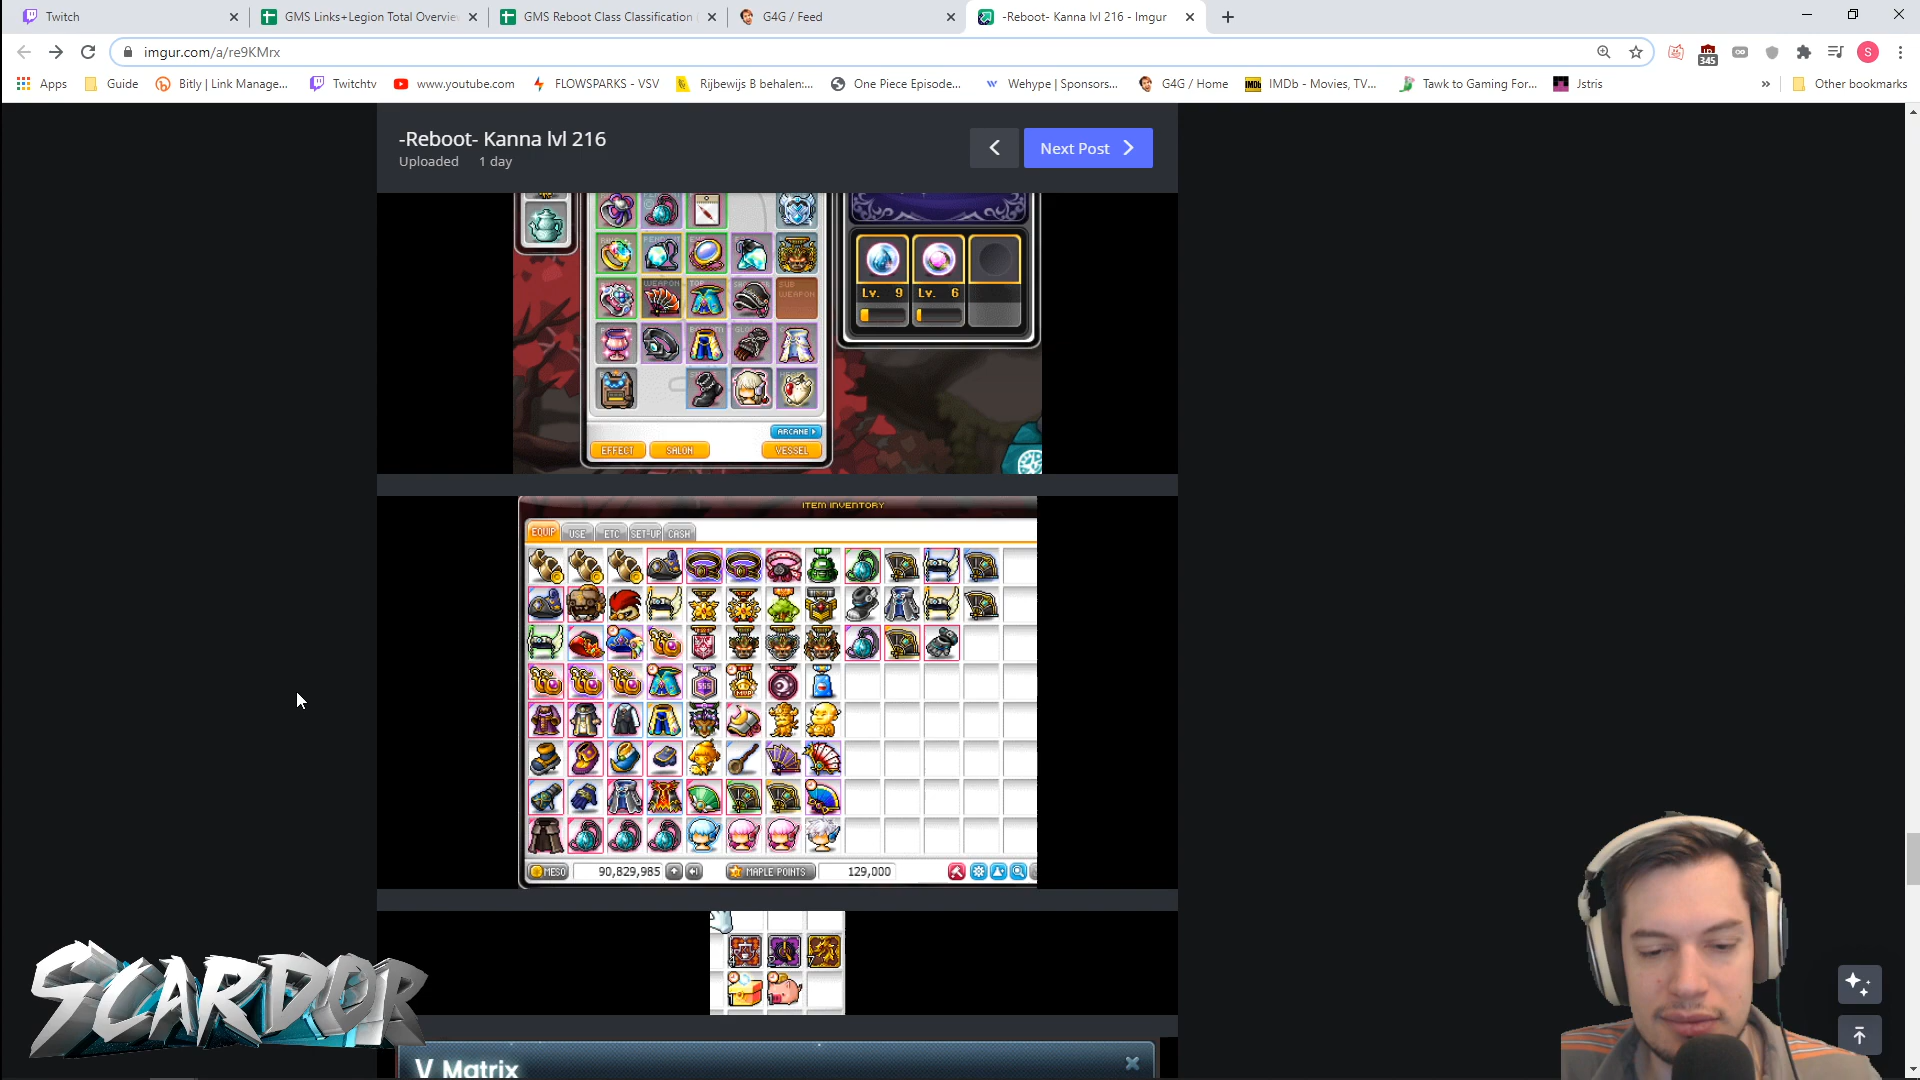 Twitch
GMS Links+Legion Total Overvie
GMS Reboot Class Classification
G4G / Feed
-Reboot- Kanna lvl 216 - Imgur
imgur.com/a/re9KMrx
345
S
Apps
Guide
Bitly | Link Manage...
Twitchtv
www.youtube.com
FLOWSPARKS - VSV
Rijbewijs B behalen:...
One Piece Episode...
Wehype | Sponsors...
G4G / Home
IMDb - Movies, TV...
Tawk to Gaming For...
Jstris
Other bookmarks
-Reboot- Kanna lvl 216
Uploaded 1 day
Next Post
WEAPON
SUB WEAPON
Lv. 9
Lv. 6
ARCANE
EFFECT
SALON
VESSEL
ITEM INVENTORY
EQUIP
USE
ETC
SET-UP
CASH
MESO
90,829,985
MAPLE POINTS
129,000
SCARDOR
V Matrix